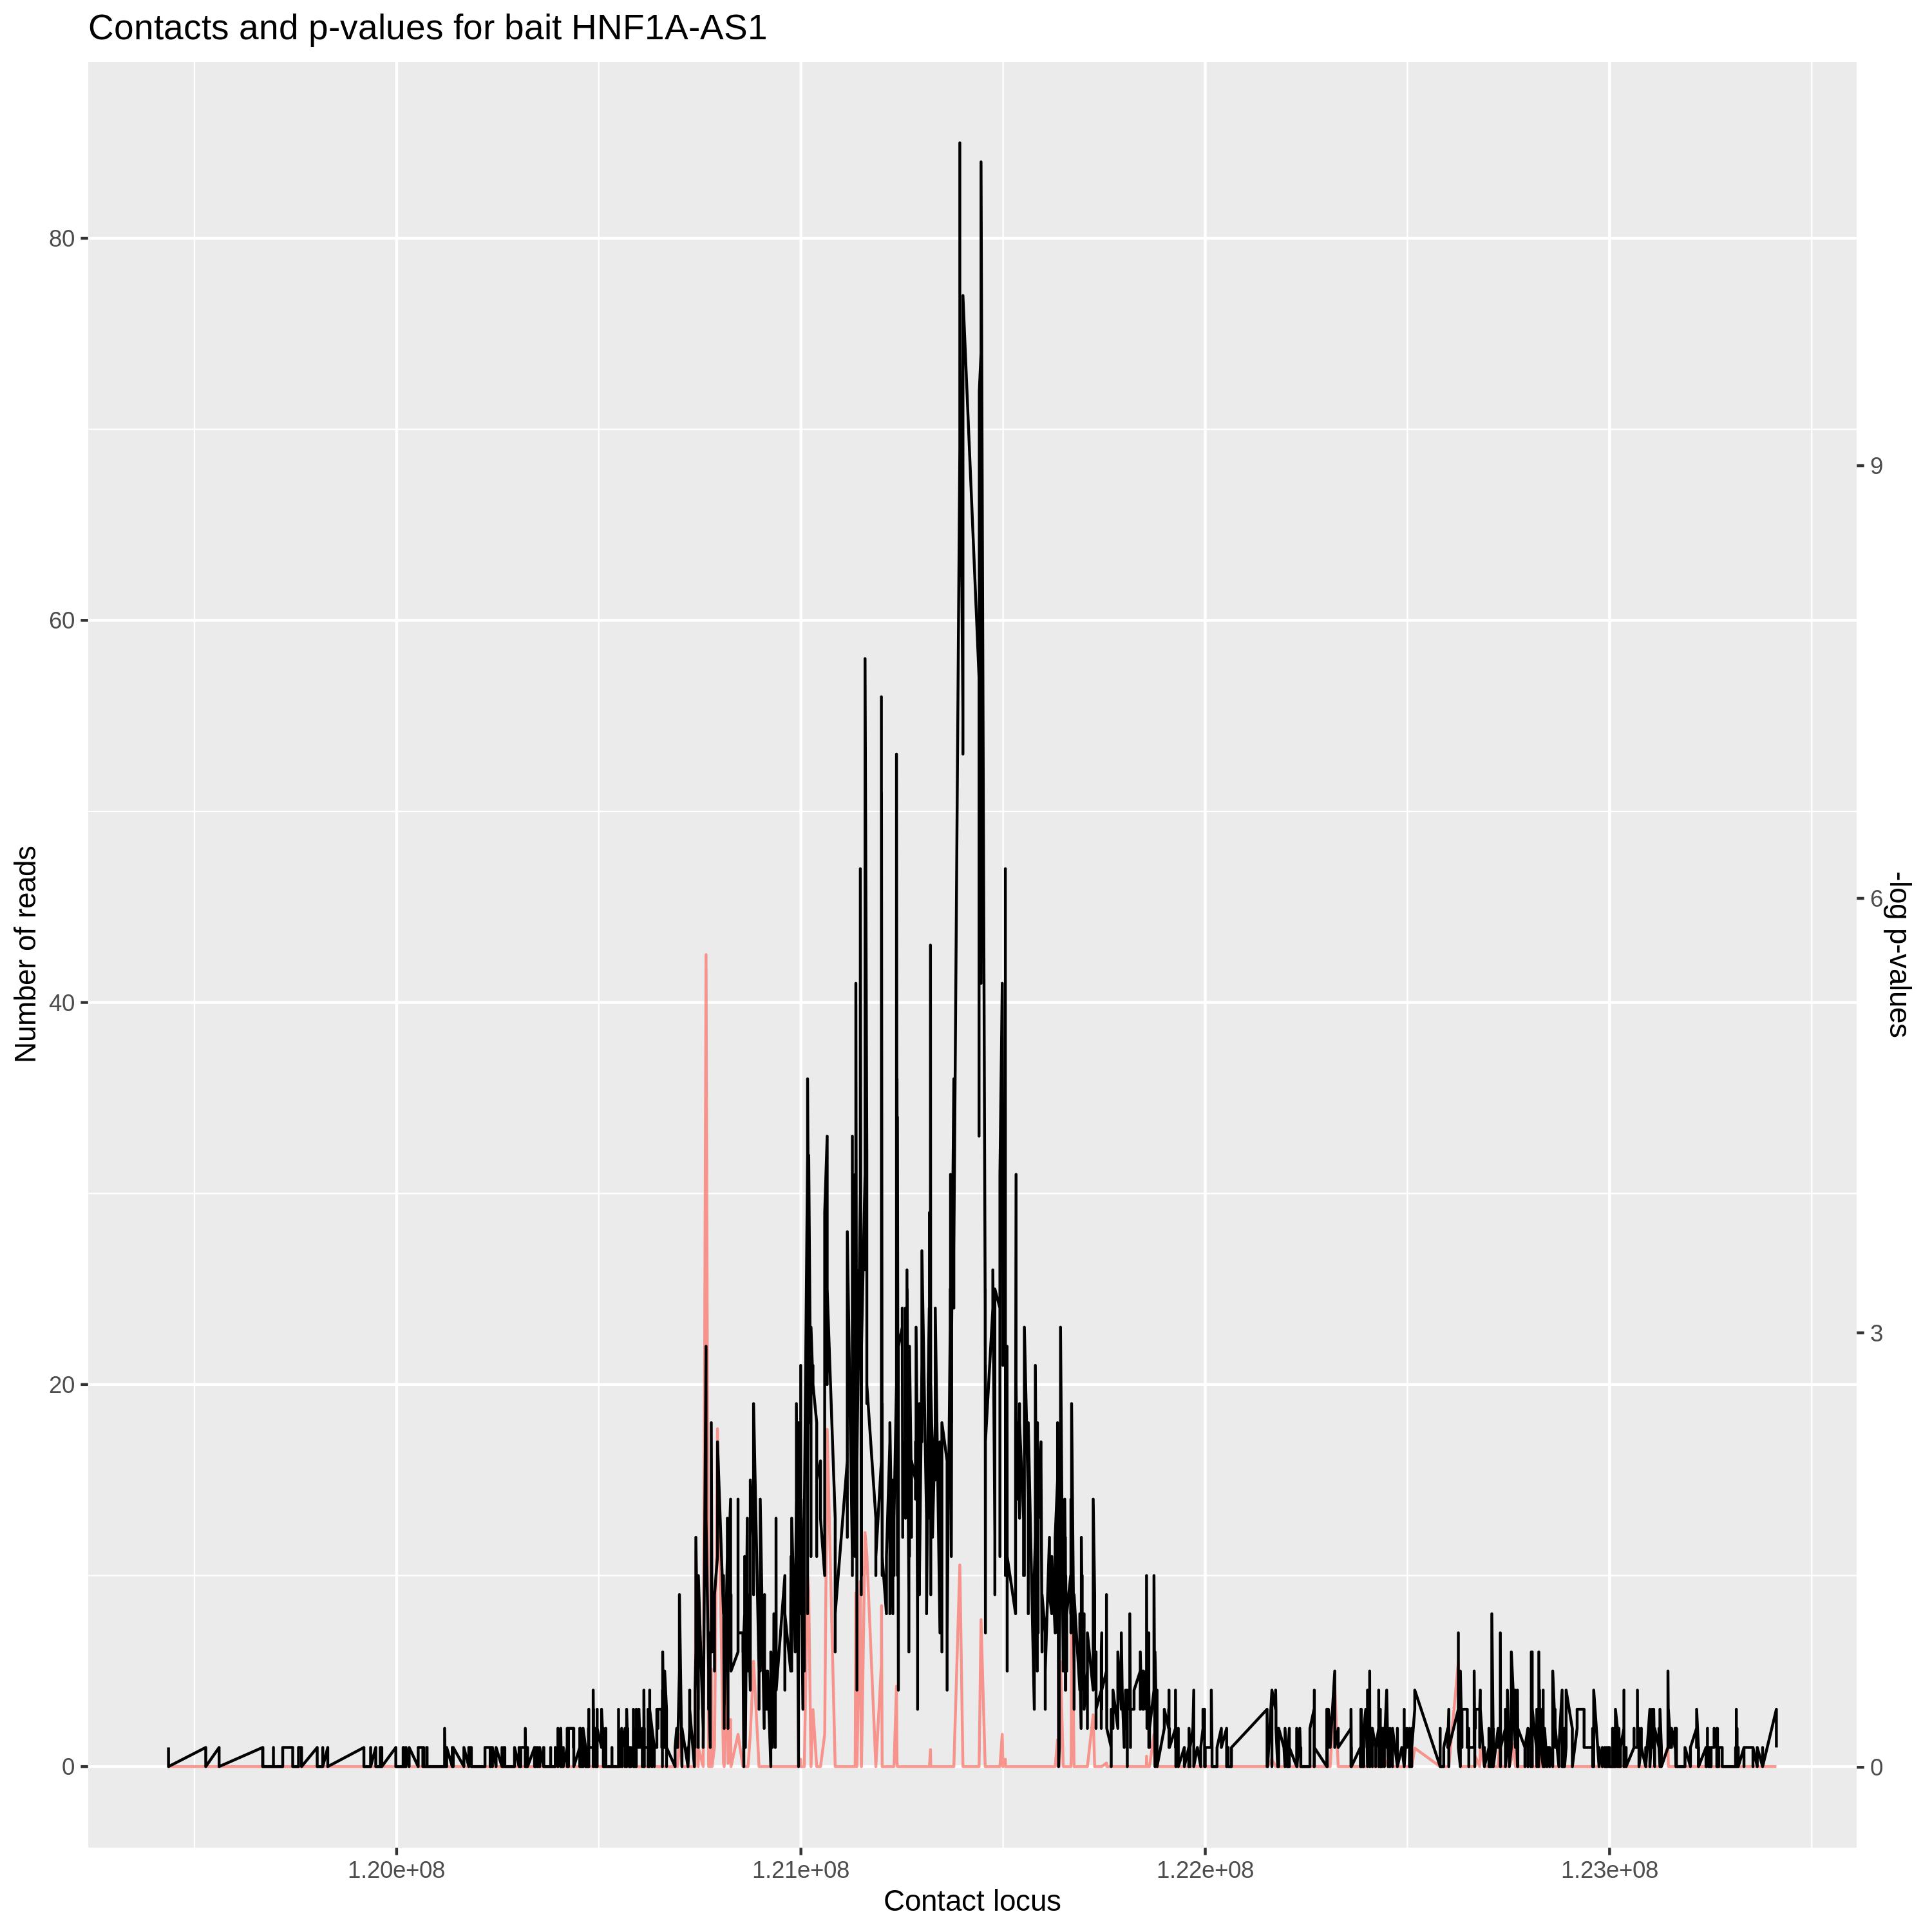 Contacts and p-values for bait HNF1A-AS1
80
60
40
20
0
Number of reads
9
6
3
0
-log p-values
1.20e+08
1.21e+08
1.22e+08
1.23e+08
Contact locus